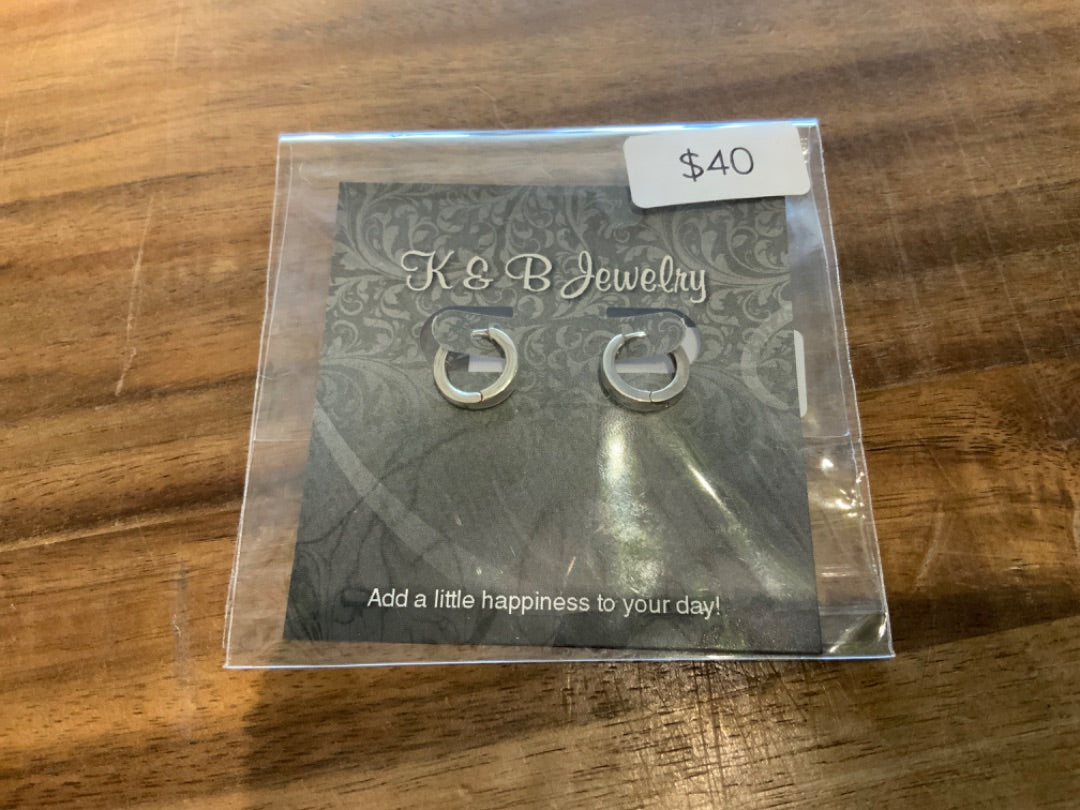 $40
K & B Jewelry
Add a little happiness to your day!